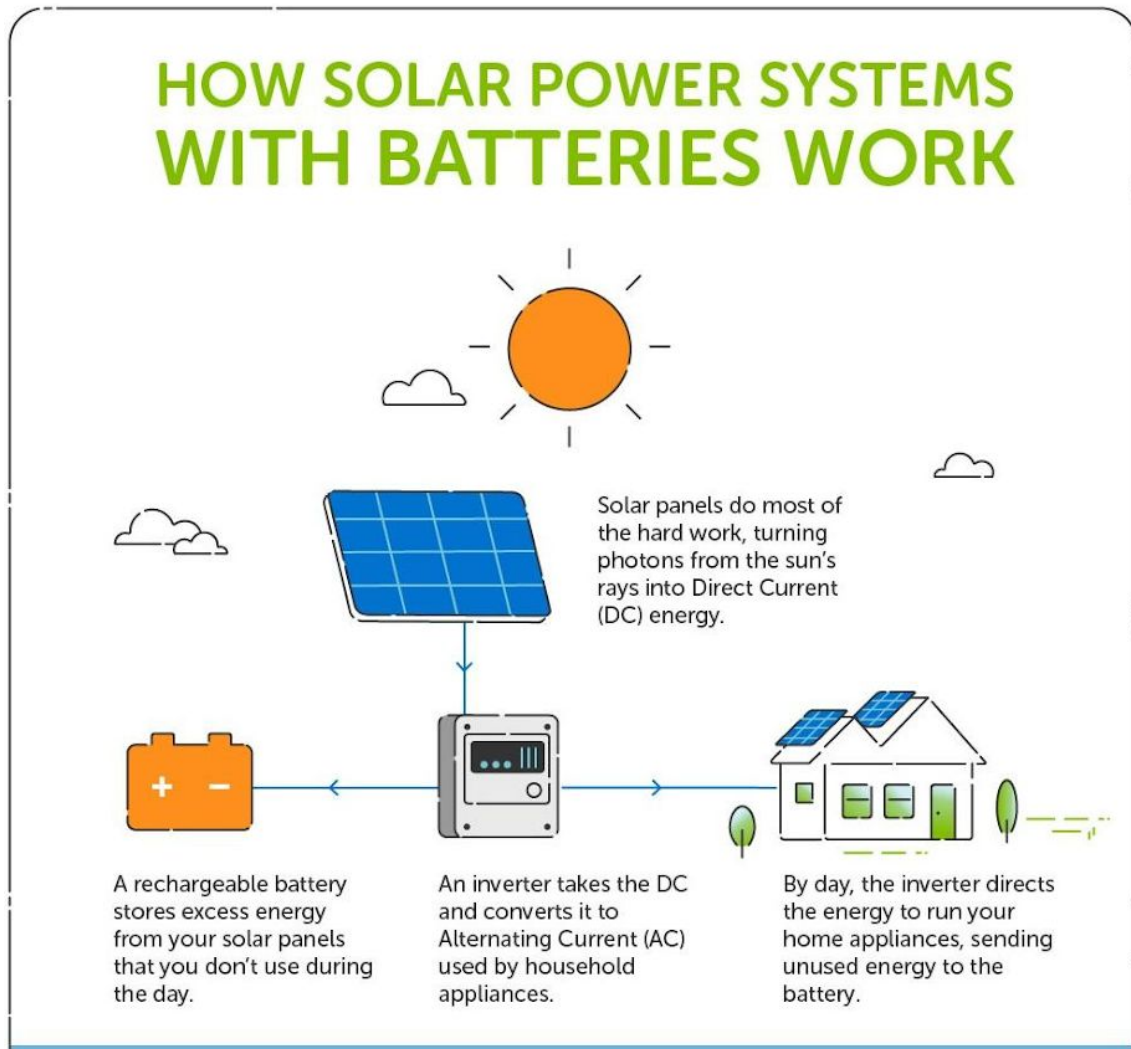 HOW SOLAR POWER SYSTEMS
WITH BATTERIES WORK
Solar panels do most of
the hard work, turning
photons from the sun's
rays into Direct Current
(DC) energy.
+ −
A rechargeable battery
stores excess energy
from your solar panels
that you don't use during
the day.
An inverter takes the DC
and converts it to
Alternating Current (AC)
used by household
appliances.
By day, the inverter directs
the energy to run your
home appliances, sending
unused energy to the
battery.